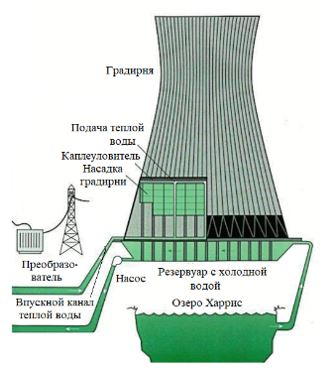 Градирня
Подача теплой
воды
Каплеуловитель
Насадка
градирни
Преобразо-
ватель
Насос
Резервуар с холодной
водой
Впускной канал
теплой воды
Озеро Харрис